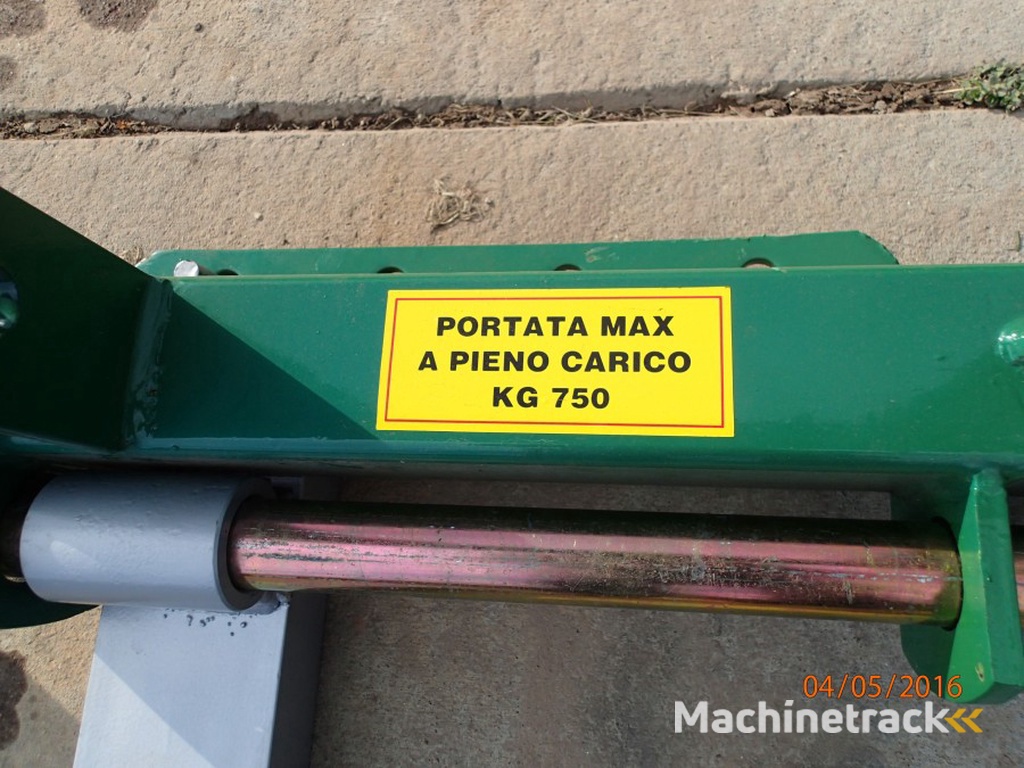 PORTATA MAX
A PIENO CARICO
KG 750
04/05/2016
Machinetrack